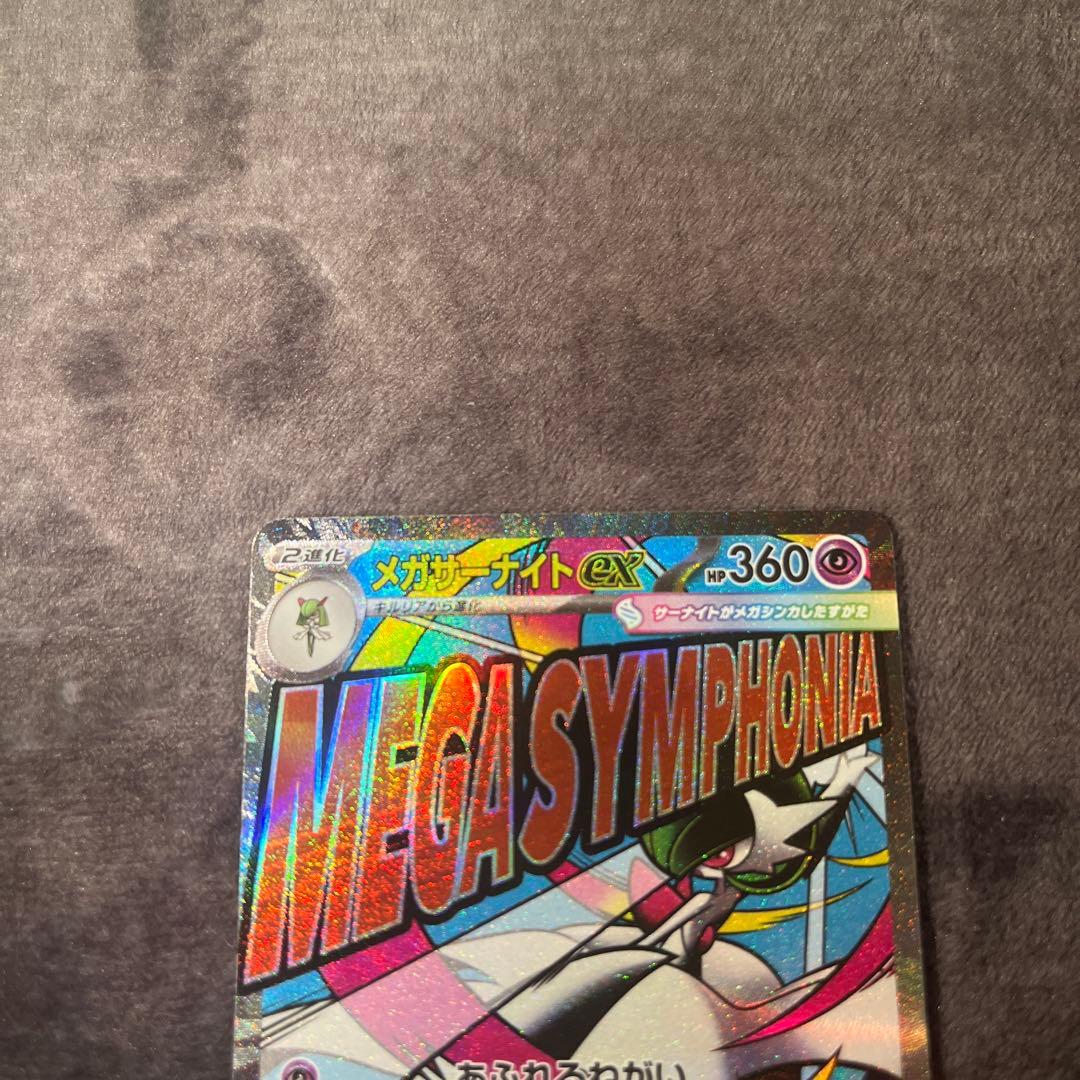 2進化
メガサーナイトex
HP360
キルリアから進化
サーナイトがメガシンカしたすがた
MEGA SYMPHONIA
あふれるねがい